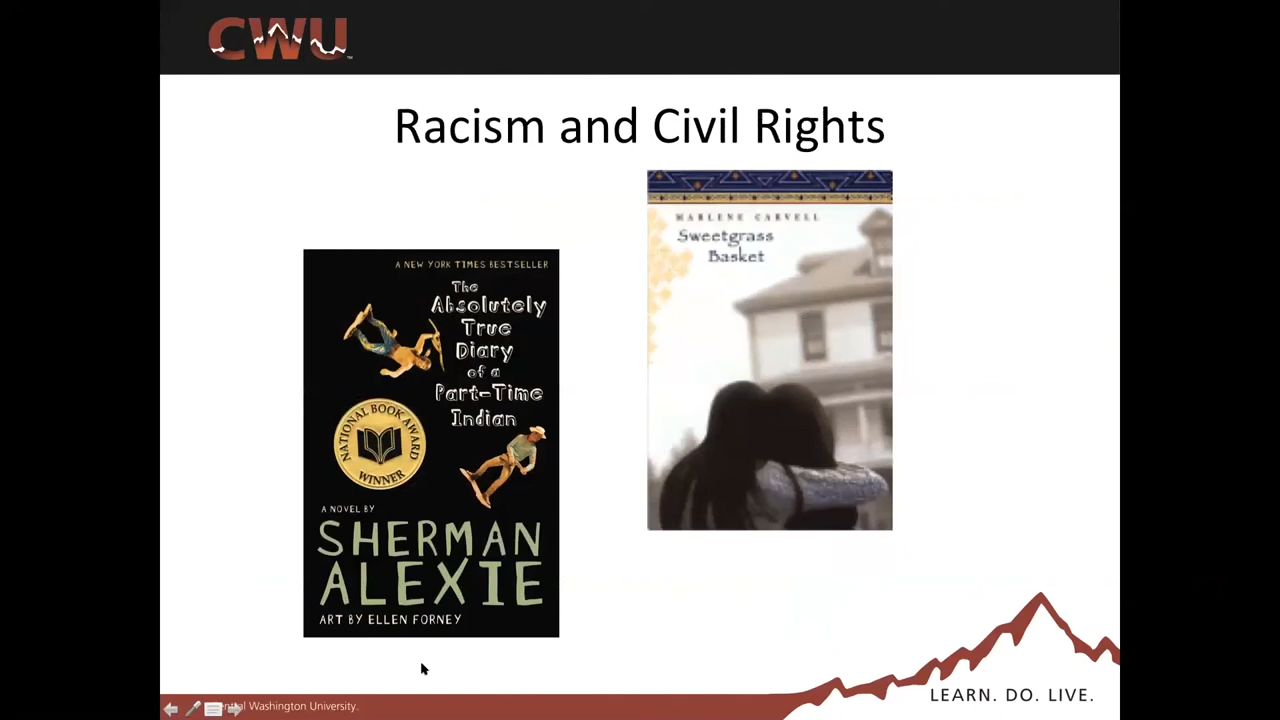 CWU
TM
Racism and Civil Rights
A NEW YORK TIMES BESTSELLER
The
Absolutely
True
Diary
of a
Part-Time
Indian
NATIONAL BOOK AWARD
WINNER
A NOVEL BY
SHERMAN
ALEXIE
ART BY ELLEN FORNEY
MARLENE CARVELL
Sweetgrass
Basket
LEARN. DO. LIVE.
Washington University.